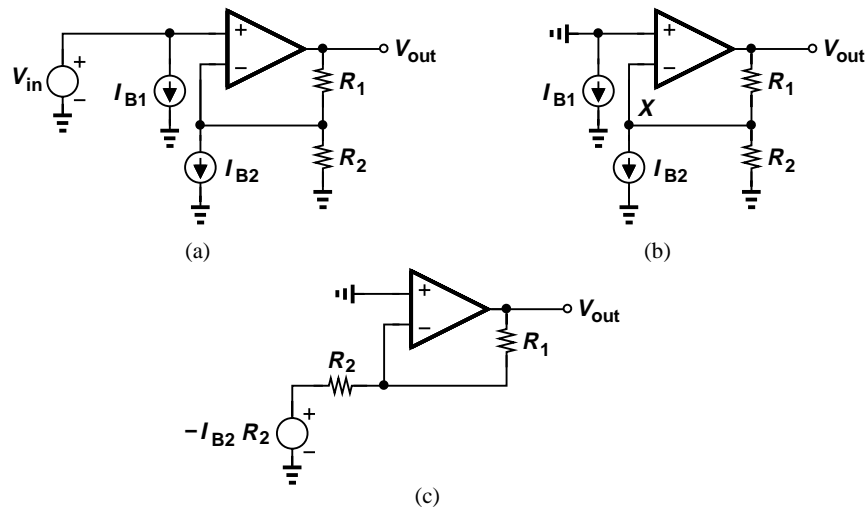 V_in
+
−
I_B1
+
−
V_out
R_1
R_2
I_B2
(a)
I_B1
+
−
V_out
R_1
X
R_2
I_B2
(b)
+
−
V_out
R_1
R_2
−I_B2 R_2
+
−
(c)